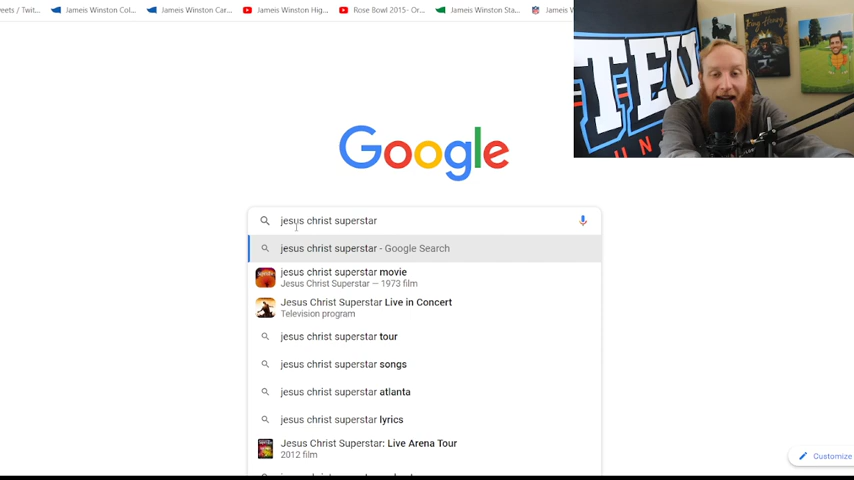 eets / Twit...
Jameis Winston Col...
Jameis Winston Car...
Jameis Winston Hig...
Rose Bowl 2015- Or...
Jameis Winston Sta...
Jameis W
TEU
King Henry
Google
jesus christ superstar
jesus christ superstar - Google Search
jesus christ superstar movie
Jesus Christ Superstar — 1973 film
Jesus Christ Superstar Live in Concert
Television program
jesus christ superstar tour
jesus christ superstar songs
jesus christ superstar atlanta
jesus christ superstar lyrics
Jesus Christ Superstar: Live Arena Tour
2012 film
Customize